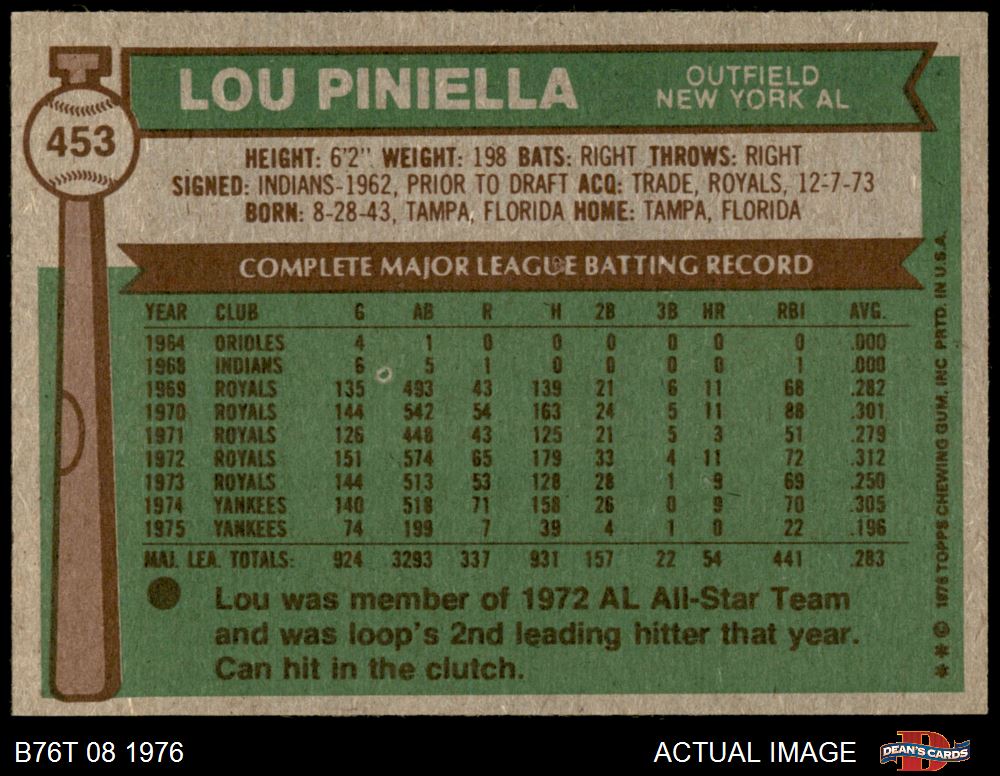 LOU PINIELLA
OUTFIELD
NEW YORK AL
453
HEIGHT: 6'2" WEIGHT: 198 BATS: RIGHT THROWS: RIGHT
SIGNED: INDIANS-1962, PRIOR TO DRAFT ACQ: TRADE, ROYALS, 12-7-73
BORN: 8-28-43, TAMPA, FLORIDA HOME: TAMPA, FLORIDA
COMPLETE MAJOR LEAGUE BATTING RECORD
YEAR CLUB G AB R H 2B 3B HR RBI AVG.
1964 ORIOLES 4 1 0 0 0 0 0 0 .000
1968 INDIANS 6 5 1 0 0 0 0 1 .000
1969 ROYALS 135 493 43 139 21 6 11 68 .282
1970 ROYALS 144 542 54 163 24 5 11 88 .301
1971 ROYALS 126 448 43 125 21 5 3 51 .279
1972 ROYALS 151 574 65 179 33 4 11 72 .312
1973 ROYALS 144 513 53 128 28 1 9 69 .250
1974 YANKEES 140 518 71 158 26 0 9 70 .305
1975 YANKEES 74 199 7 39 4 1 0 22 .196
MAJ. LEA. TOTALS: 924 3293 337 931 157 22 54 441 .283
Lou was member of 1972 AL All-Star Team
and was loop's 2nd leading hitter that year.
Can hit in the clutch.
* * © 1976 TOPPS CHEWING GUM, INC PRTD. IN U.S.A.
B76T 08 1976
ACTUAL IMAGE
DEAN'S CARDS